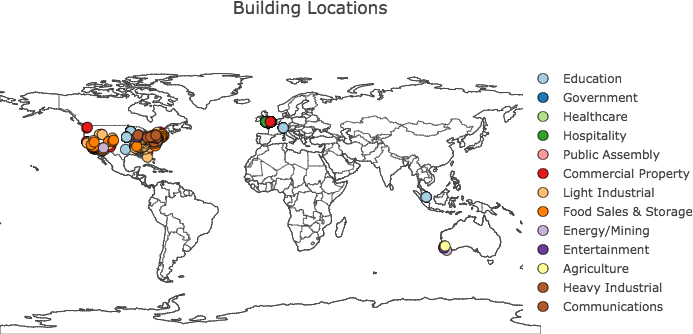 Building Locations
Education
Government
Healthcare
Hospitality
Public Assembly
Commercial Property
Light Industrial
Food Sales & Storage
Energy/Mining
Entertainment
Agriculture
Heavy Industrial
Communications